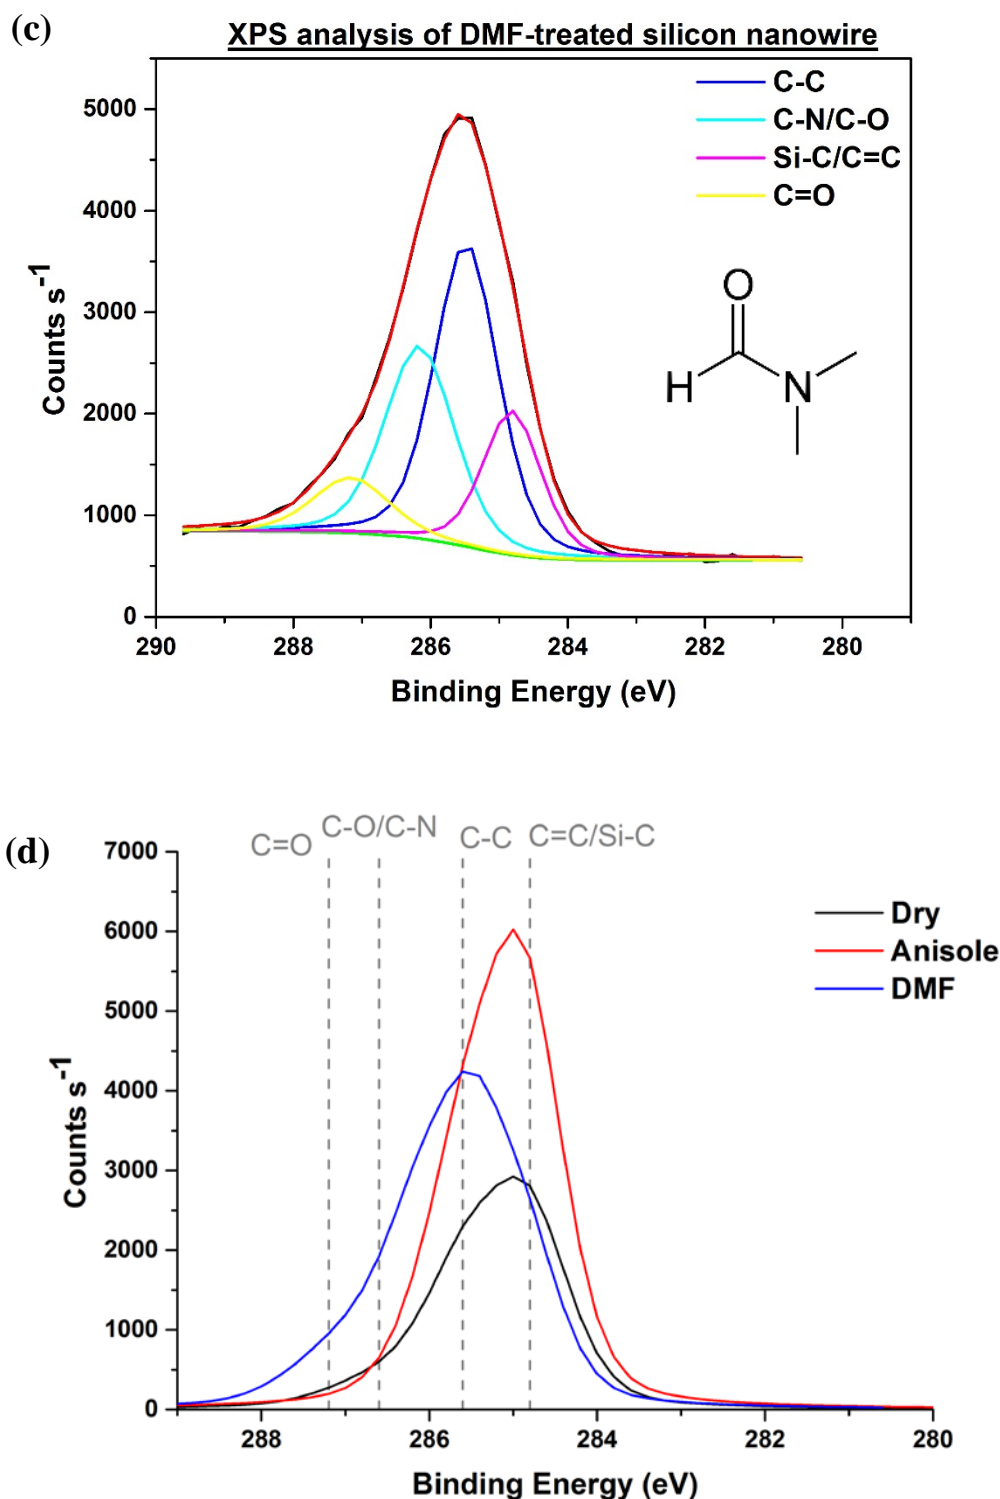 (c)
XPS analysis of DMF-treated silicon nanowire
C-C
C-N/C-O
Si-C/C=C
C=O
5000
4000
3000
2000
1000
0
Counts s⁻¹
O
H
N
290 288 286 284 282 280
Binding Energy (eV)
(d)
C=O C-O/C-N C-C C=C/Si-C
7000
6000
5000
4000
3000
2000
1000
0
Counts s⁻¹
Dry
Anisole
DMF
288 286 284 282 280
Binding Energy (eV)